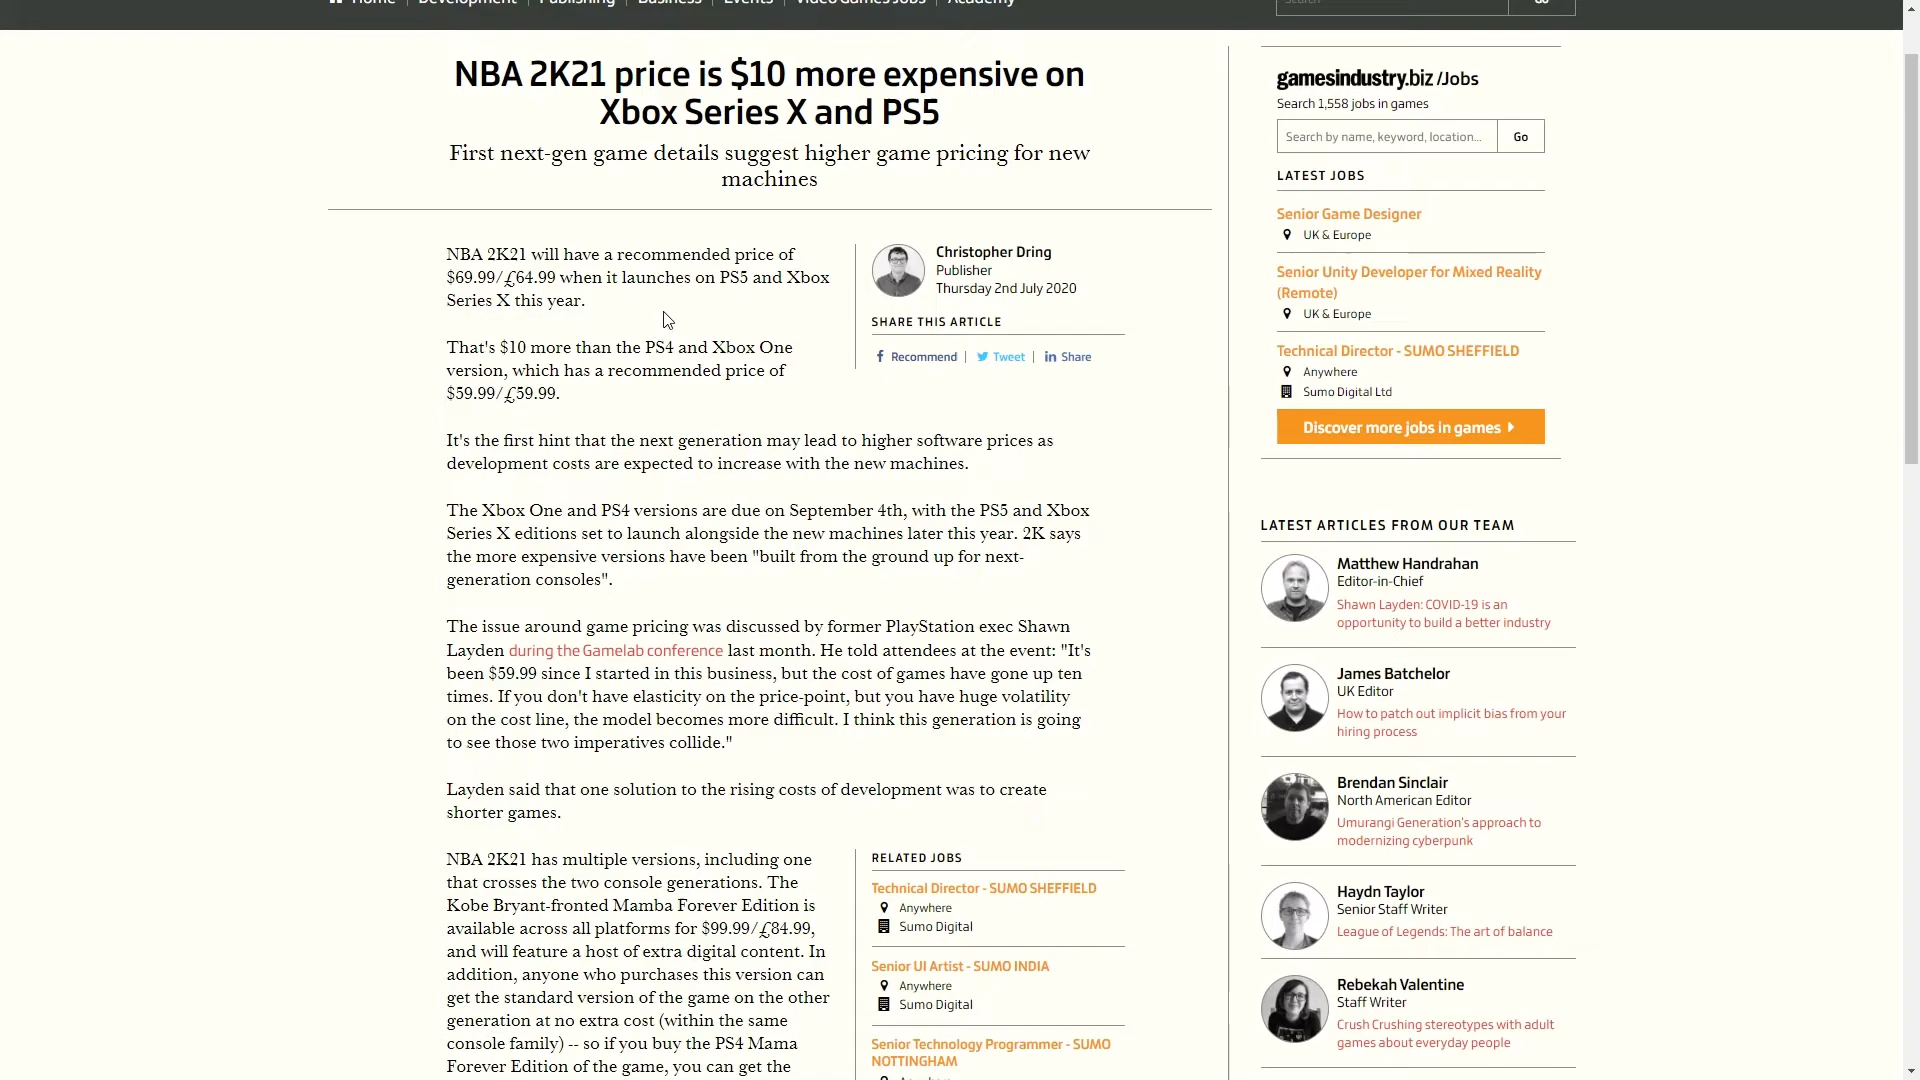 Home | Development | Publishing | Business | Events | Video Games Jobs | Academy
Search Go
NBA 2K21 price is $10 more expensive on
Xbox Series X and PS5
First next-gen game details suggest higher game pricing for new
machines
NBA 2K21 will have a recommended price of
$69.99/£64.99 when it launches on PS5 and Xbox
Series X this year.
That's $10 more than the PS4 and Xbox One
version, which has a recommended price of
$59.99/£59.99.
Christopher Dring
Publisher
Thursday 2nd July 2020
SHARE THIS ARTICLE
Recommend | Tweet | in Share
It's the first hint that the next generation may lead to higher software prices as
development costs are expected to increase with the new machines.
The Xbox One and PS4 versions are due on September 4th, with the PS5 and Xbox
Series X editions set to launch alongside the new machines later this year. 2K says
the more expensive versions have been "built from the ground up for next-
generation consoles".
The issue around game pricing was discussed by former PlayStation exec Shawn
Layden during the Gamelab conference last month. He told attendees at the event: "It's
been $59.99 since I started in this business, but the cost of games have gone up ten
times. If you don't have elasticity on the price-point, but you have huge volatility
on the cost line, the model becomes more difficult. I think this generation is going
to see those two imperatives collide."
Layden said that one solution to the rising costs of development was to create
shorter games.
NBA 2K21 has multiple versions, including one
that crosses the two console generations. The
Kobe Bryant-fronted Mamba Forever Edition is
available across all platforms for $99.99/£84.99,
and will feature a host of extra digital content. In
addition, anyone who purchases this version can
get the standard version of the game on the other
generation at no extra cost (within the same
console family) -- so if you buy the PS4 Mama
Forever Edition of the game, you can get the
RELATED JOBS
Technical Director - SUMO SHEFFIELD
Anywhere
Sumo Digital
Senior UI Artist - SUMO INDIA
Anywhere
Sumo Digital
Senior Technology Programmer - SUMO
NOTTINGHAM
Anywhere
gamesindustry.biz /Jobs
Search 1,558 jobs in games
Search by name, keyword, location... Go
LATEST JOBS
Senior Game Designer
UK & Europe
Senior Unity Developer for Mixed Reality
(Remote)
UK & Europe
Technical Director - SUMO SHEFFIELD
Anywhere
Sumo Digital Ltd
Discover more jobs in games
LATEST ARTICLES FROM OUR TEAM
Matthew Handrahan
Editor-in-Chief
Shawn Layden: COVID-19 is an
opportunity to build a better industry
James Batchelor
UK Editor
How to patch out implicit bias from your
hiring process
Brendan Sinclair
North American Editor
Umurangi Generation's approach to
modernizing cyberpunk
Haydn Taylor
Senior Staff Writer
League of Legends: The art of balance
Rebekah Valentine
Staff Writer
Crush Crushing stereotypes with adult
games about everyday people